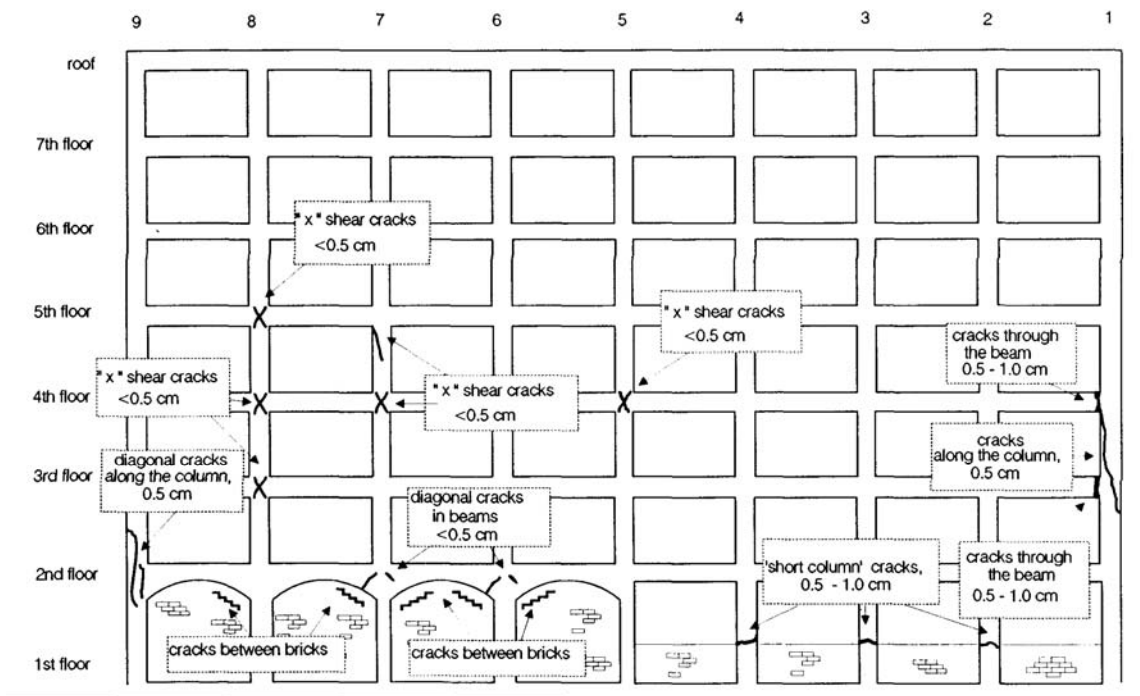 9 8 7 6 5 4 3 2 1
roof
7th floor
6th floor
5th floor
4th floor
3rd floor
2nd floor
1st floor
"x" shear cracks
<0.5 cm
"x" shear cracks
<0.5 cm
"x" shear cracks
<0.5 cm
"x" shear cracks
<0.5 cm
cracks through
the beam
0.5 - 1.0 cm
diagonal cracks
along the column,
0.5 cm
cracks
along the column,
0.5 cm
diagonal cracks
in beams
<0.5 cm
'short column' cracks,
0.5 - 1.0 cm
cracks through
the beam
0.5 - 1.0 cm
cracks between bricks
cracks between bricks